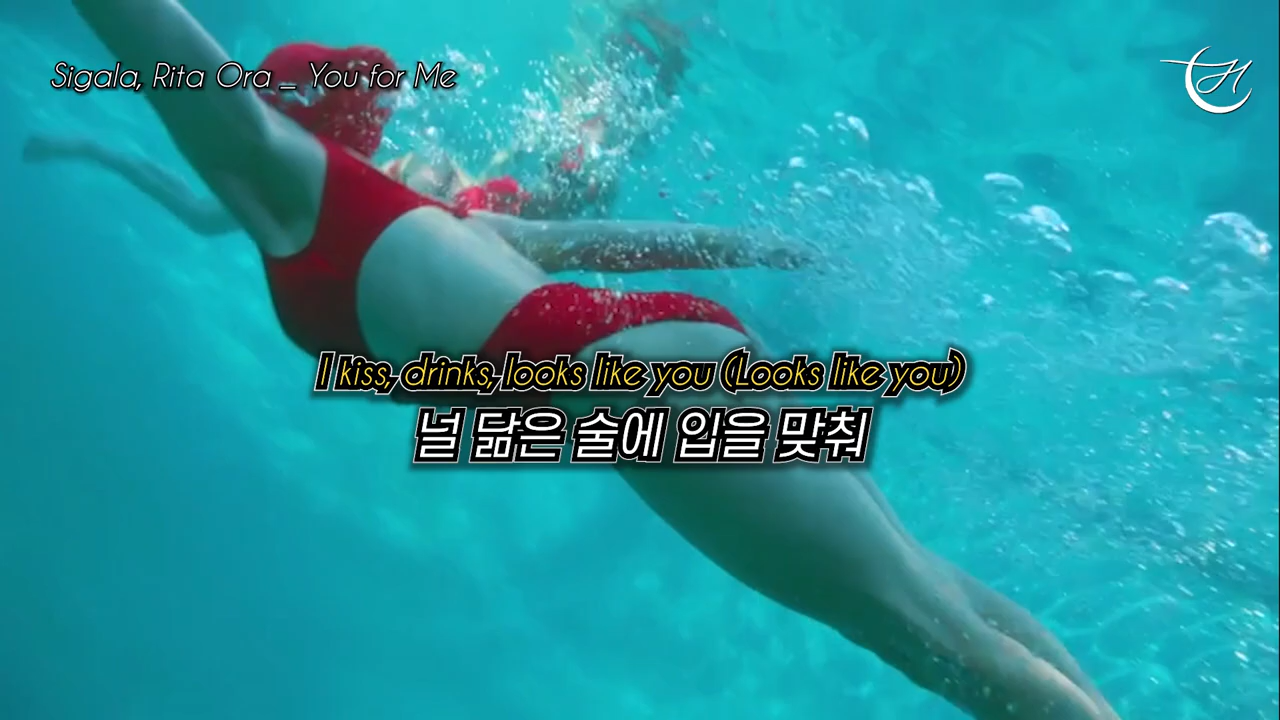 Sigala, Rita Ora _ You for Me
I kiss, drinks, looks like you (Looks like you)
널 닮은 술에 입을 맞춰